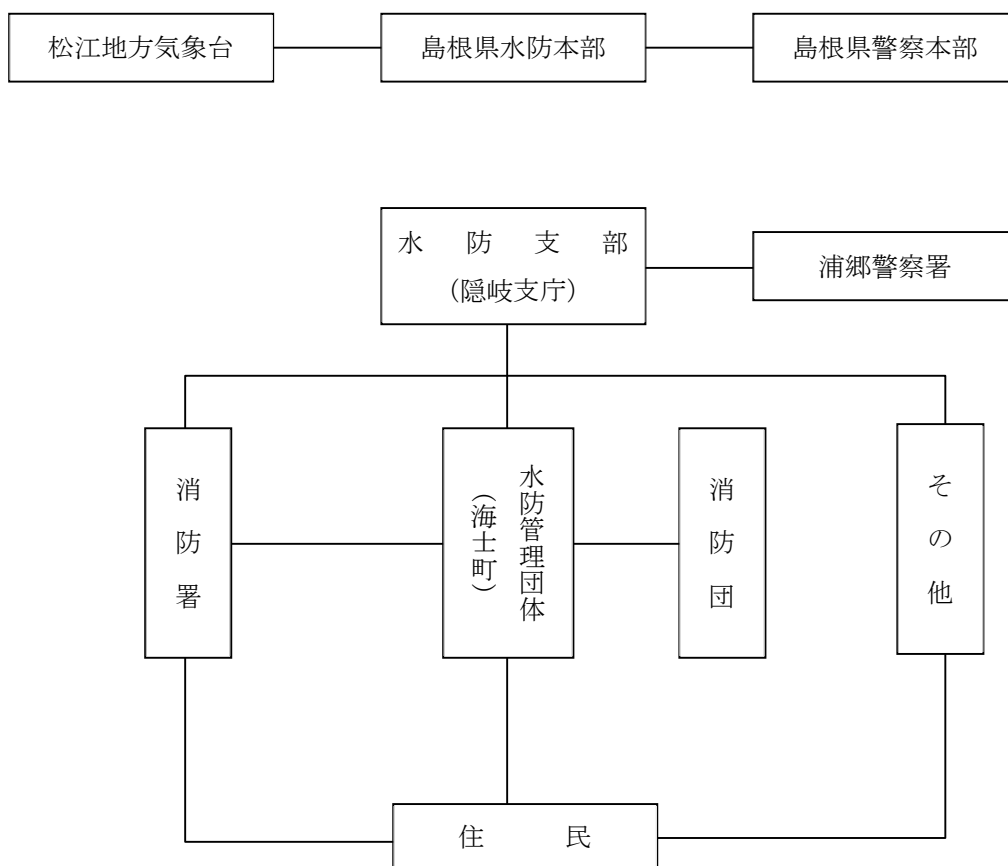 松江地方気象台
島根県水防本部
島根県警察本部
水防支部
(隠岐支庁)
浦郷警察署
消防署
水防管理団体
(海士町)
消防団
その他
住民